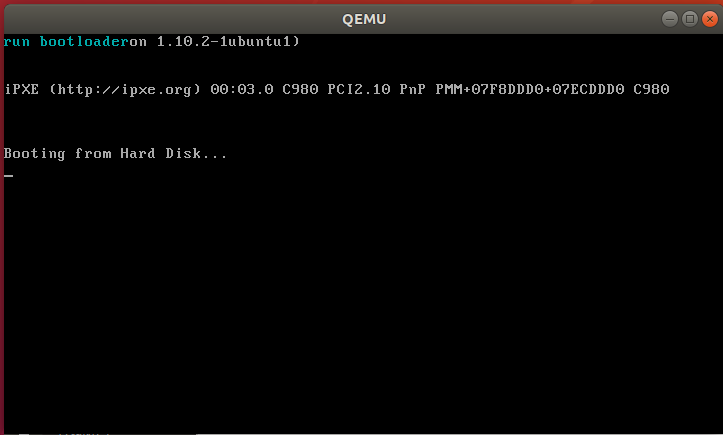 QEMU
run bootloaderon 1.10.2-1ubuntu1)
iPXE (http://ipxe.org) 00:03.0 C980 PCI2.10 PnP PMM+07F8DDD0+07ECDDD0 C980
Booting from Hard Disk...
_